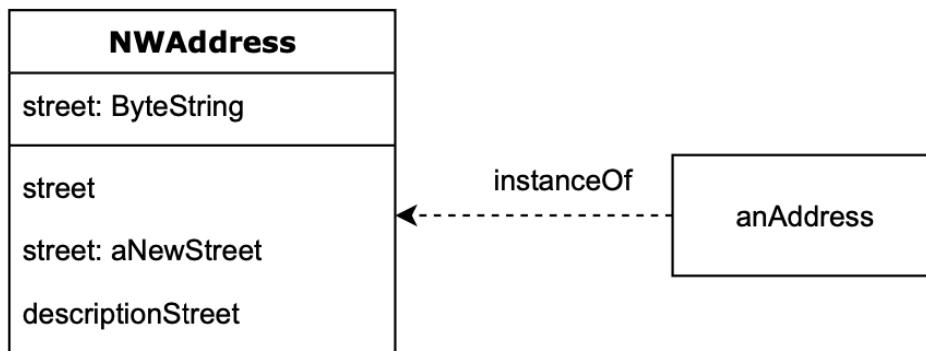 NWAddress
street: ByteString
street
street: aNewStreet
descriptionStreet
instanceOf
anAddress